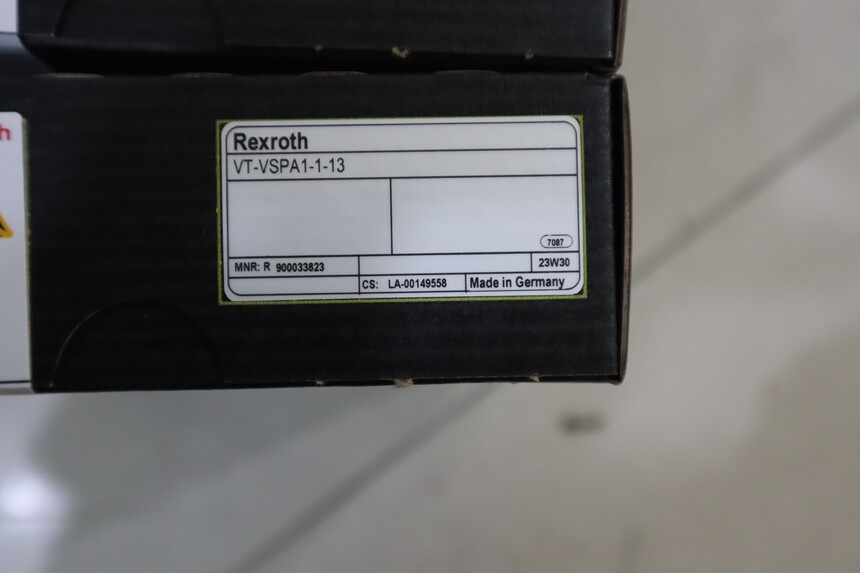 Rexroth
VT-VSPA1-1-13
7087
MNR: R 900033823
23W30
CS: LA-00149558
Made in Germany
h